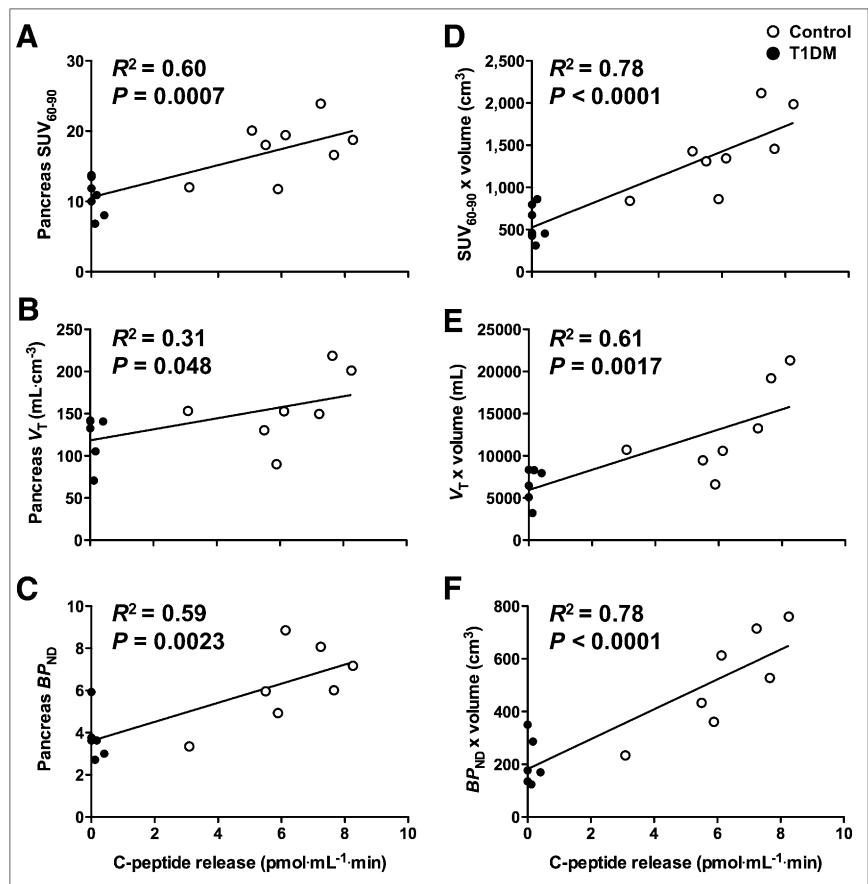 A
R² = 0.60
P = 0.0007
Pancreas SUV60-90
30
20
10
0
D
Control
T1DM
R² = 0.78
P < 0.0001
SUV60-90 x volume (cm³)
2,500
2,000
1,500
1,000
500
0
B
R² = 0.31
P = 0.048
Pancreas VT (mL·cm⁻³)
250
200
150
100
50
0
E
R² = 0.61
P = 0.0017
VT x volume (mL)
25000
20000
15000
10000
5000
0
C
R² = 0.59
P = 0.0023
Pancreas BPND
10
8
6
4
2
0
0 2 4 6 8 10
C-peptide release (pmol·mL⁻¹·min)
F
R² = 0.78
P < 0.0001
BPND x volume (cm³)
800
600
400
200
0
0 2 4 6 8 10
C-peptide release (pmol·mL⁻¹·min)